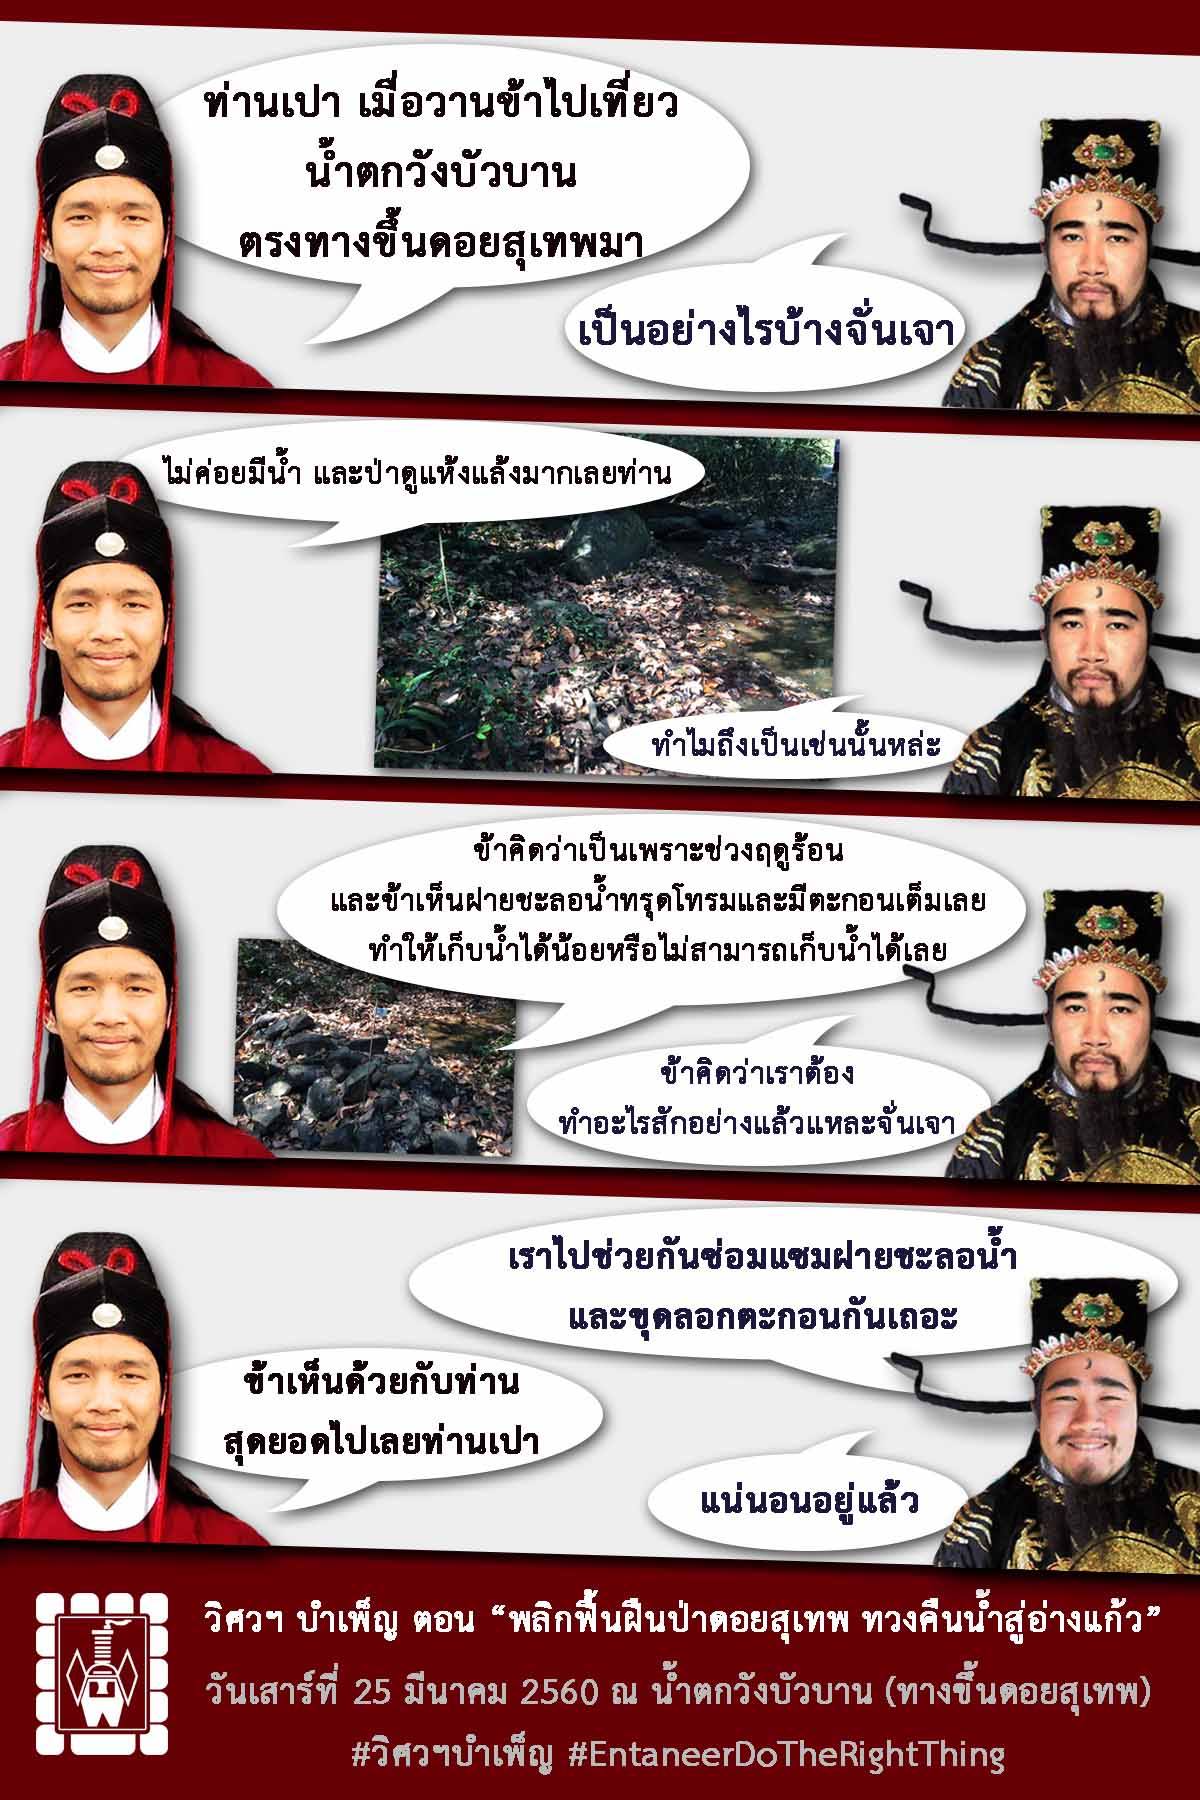 ท่านเปา เมื่อวานข้าไปเที่ยว
น้ำตกวังบัวบาน
ตรงทางขึ้นดอยสุเทพมา
เป็นอย่างไรบ้างจั่นเจา
ไม่ค่อยมีน้ำ และป่าดูแห้งแล้งมากเลยท่าน
ทำไมถึงเป็นเช่นนั้นหล่ะ
ข้าคิดว่าเป็นเพราะช่วงฤดูร้อน
และข้าเห็นฝายชะลอน้ำทรุดโทรมและมีตะกอนเต็มเลย
ทำให้เก็บน้ำได้น้อยหรือไม่สามารถเก็บน้ำได้เลย
ข้าคิดว่าเราต้อง
ทำอะไรสักอย่างแล้วแหละจั่นเจา
เราไปช่วยกันซ่อมแซมฝายชะลอน้ำ
และขุดลอกตะกอนกันเถอะ
ข้าเห็นด้วยกับท่าน
สุดยอดไปเลยท่านเปา
แน่นอนอยู่แล้ว
วิศวฯ บำเพ็ญ ตอน “พลิกฟื้นผืนป่าดอยสุเทพ ทวงคืนน้ำสู่อ่างแก้ว”
วันเสาร์ที่ 25 มีนาคม 2560 ณ น้ำตกวังบัวบาน (ทางขึ้นดอยสุเทพ)
#วิศวฯบำเพ็ญ #EntaneerDoTheRightThing